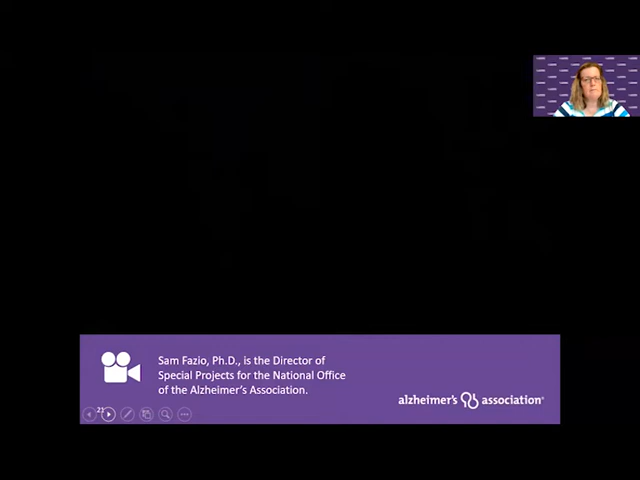 Sam Fazio, Ph.D., is the Director of
Special Projects for the National Office
of the Alzheimer's Association.
alzheimer's association®
21